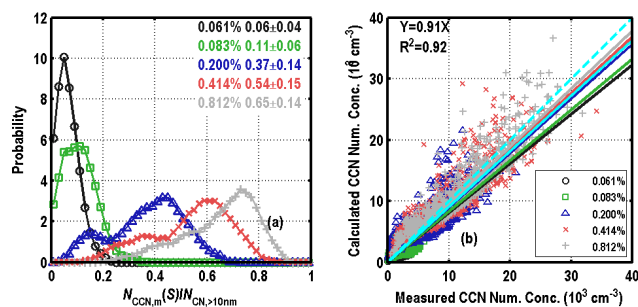 12
10
8
6
4
2
0
Probability
0.061% 0.06±0.04
0.083% 0.11±0.06
0.200% 0.37±0.14
0.414% 0.54±0.15
0.812% 0.65±0.14
(a)
0 0.2 0.4 0.6 0.8 1
N CCN,m (S)/N CN,>10nm
40
30
20
10
0
Calculated CCN Num. Conc. (10³ cm⁻³)
Y=0.91X
R²=0.92
0.061%
0.083%
0.200%
0.414%
0.812%
(b)
0 10 20 30 40
Measured CCN Num. Conc. (10³ cm⁻³)